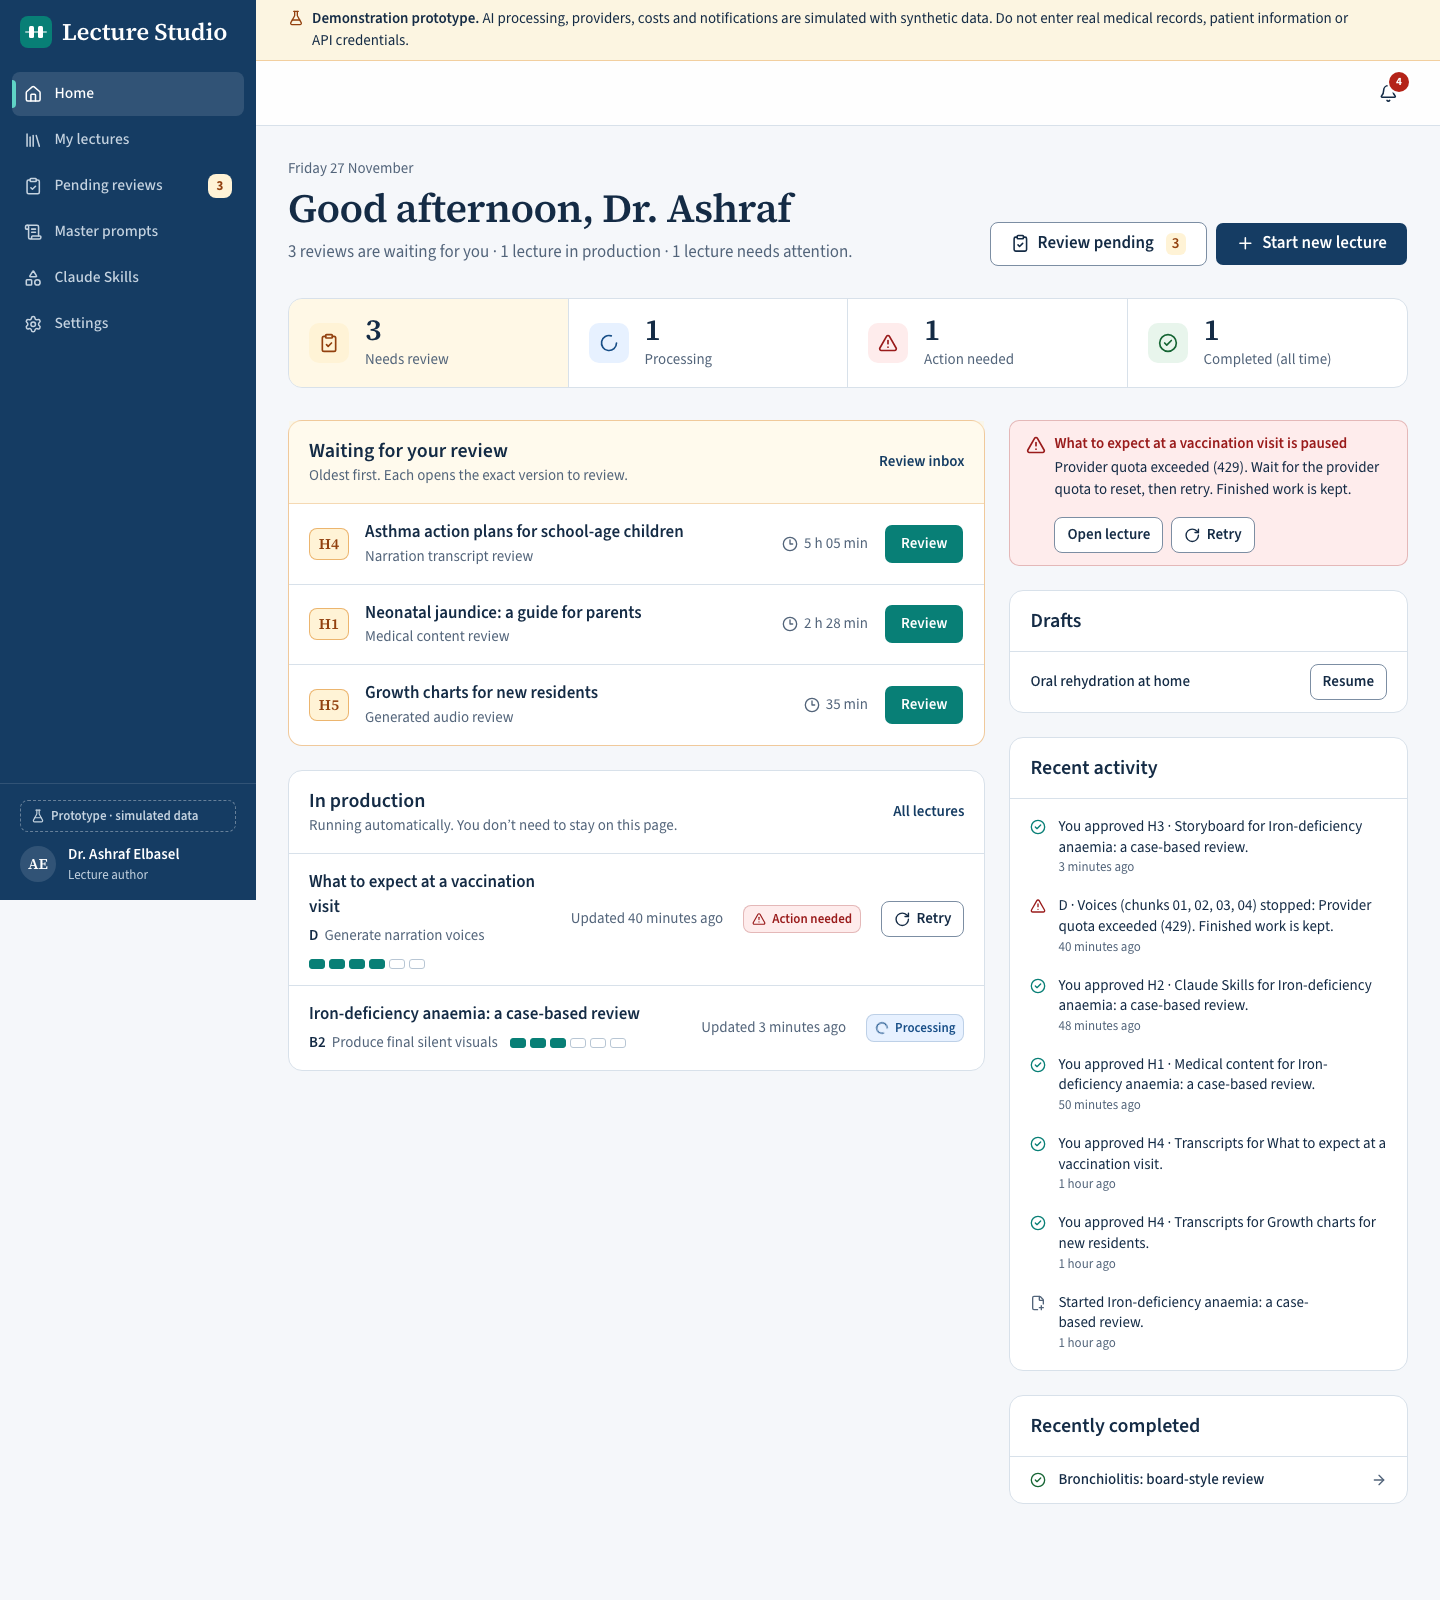 Lecture Studio
Home
My lectures
Pending reviews 3
Master prompts
Claude Skills
Settings
Prototype · simulated data
AE
Dr. Ashraf Elbasel
Lecture author
Demonstration prototype. AI processing, providers, costs and notifications are simulated with synthetic data. Do not enter real medical records, patient information or
API credentials.
4
Friday 27 November
Good afternoon, Dr. Ashraf
3 reviews are waiting for you · 1 lecture in production · 1 lecture needs attention.
Review pending 3
Start new lecture
3
Needs review
1
Processing
1
Action needed
1
Completed (all time)
Waiting for your review
Oldest first. Each opens the exact version to review.
Review inbox
H4
Asthma action plans for school-age children
Narration transcript review
5 h 05 min
Review
H1
Neonatal jaundice: a guide for parents
Medical content review
2 h 28 min
Review
H5
Growth charts for new residents
Generated audio review
35 min
Review
In production
Running automatically. You don’t need to stay on this page.
All lectures
What to expect at a vaccination
visit
D Generate narration voices
Updated 40 minutes ago
Action needed
Retry
Iron-deficiency anaemia: a case-based review
B2 Produce final silent visuals
Updated 3 minutes ago
Processing
What to expect at a vaccination visit is paused
Provider quota exceeded (429). Wait for the provider
quota to reset, then retry. Finished work is kept.
Open lecture
Retry
Drafts
Oral rehydration at home
Resume
Recent activity
You approved H3 · Storyboard for Iron-deficiency
anaemia: a case-based review.
3 minutes ago
D · Voices (chunks 01, 02, 03, 04) stopped: Provider
quota exceeded (429). Finished work is kept.
40 minutes ago
You approved H2 · Claude Skills for Iron-deficiency
anaemia: a case-based review.
48 minutes ago
You approved H1 · Medical content for Iron-
deficiency anaemia: a case-based review.
50 minutes ago
You approved H4 · Transcripts for What to expect at a
vaccination visit.
1 hour ago
You approved H4 · Transcripts for Growth charts for
new residents.
1 hour ago
Started Iron-deficiency anaemia: a case-
based review.
1 hour ago
Recently completed
Bronchiolitis: board-style review